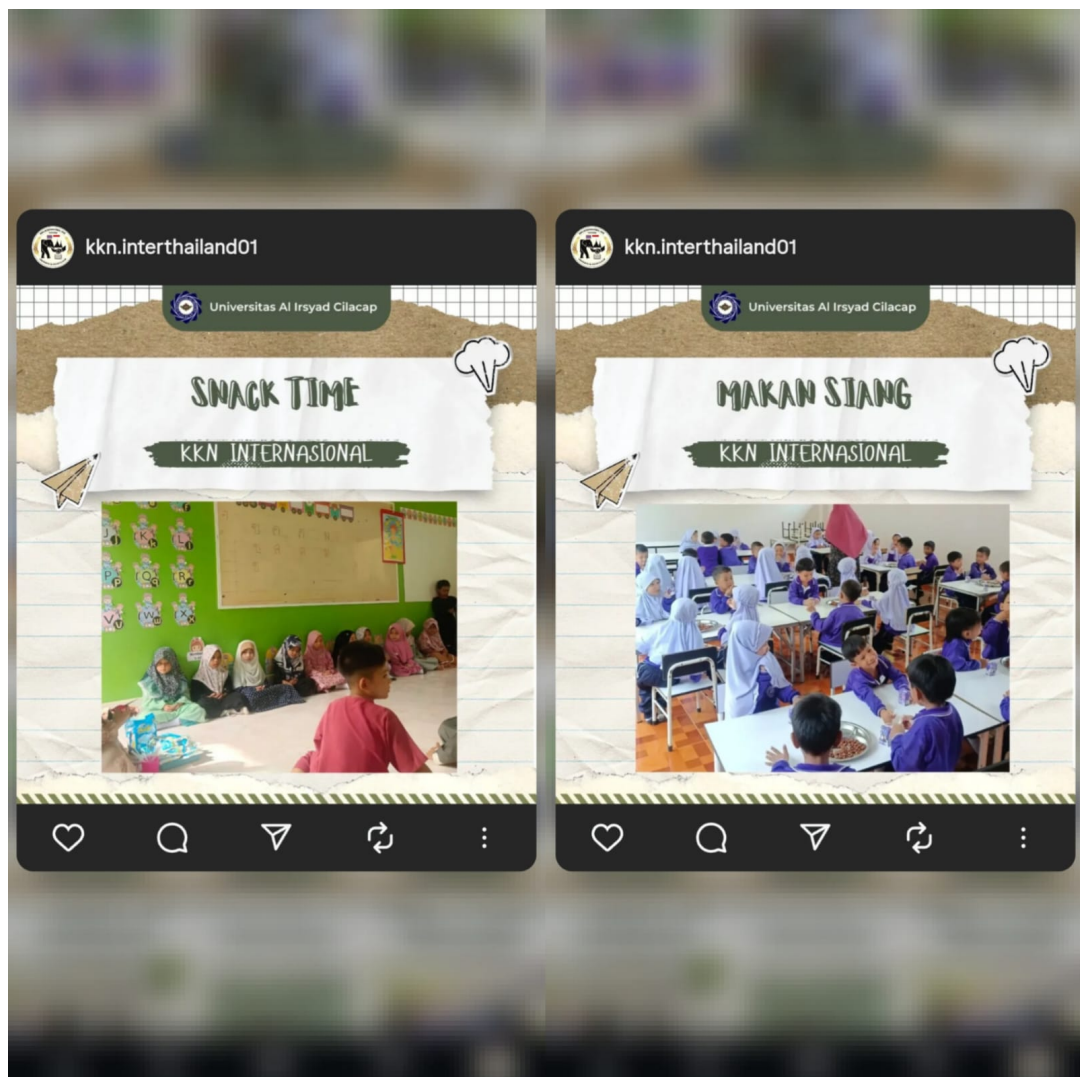 kkn.interthailand01
Universitas Al Irsyad Cilacap
SNACK TIME
KKN INTERNASIONAL
J j
K k
L l
P p
Q q
R r
V v
W w
X x
kkn.interthailand01
Universitas Al Irsyad Cilacap
MAKAN SIANG
KKN INTERNASIONAL